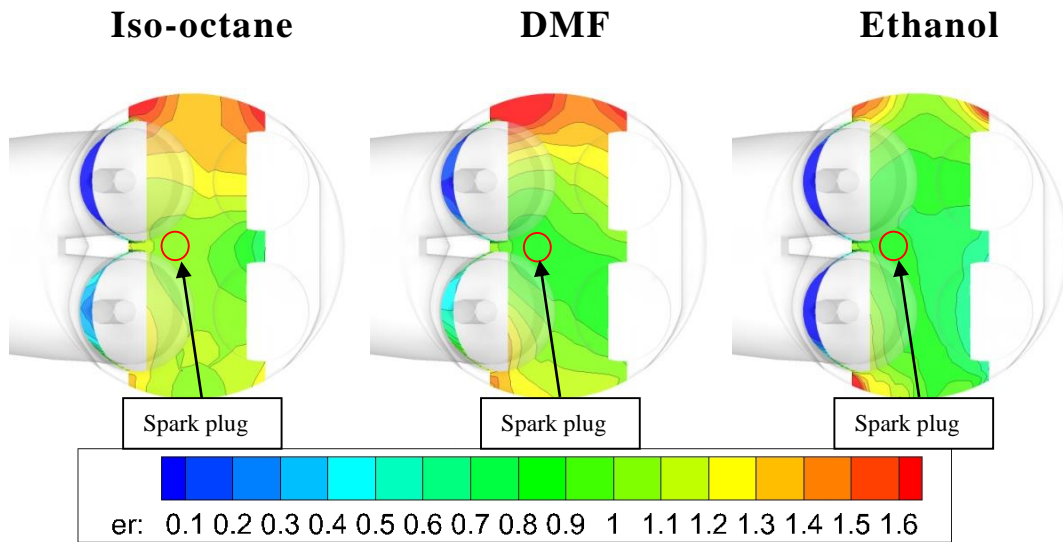 Iso-octane DMF Ethanol
Spark plug Spark plug Spark plug
er: 0.1 0.2 0.3 0.4 0.5 0.6 0.7 0.8 0.9 1 1.1 1.2 1.3 1.4 1.5 1.6